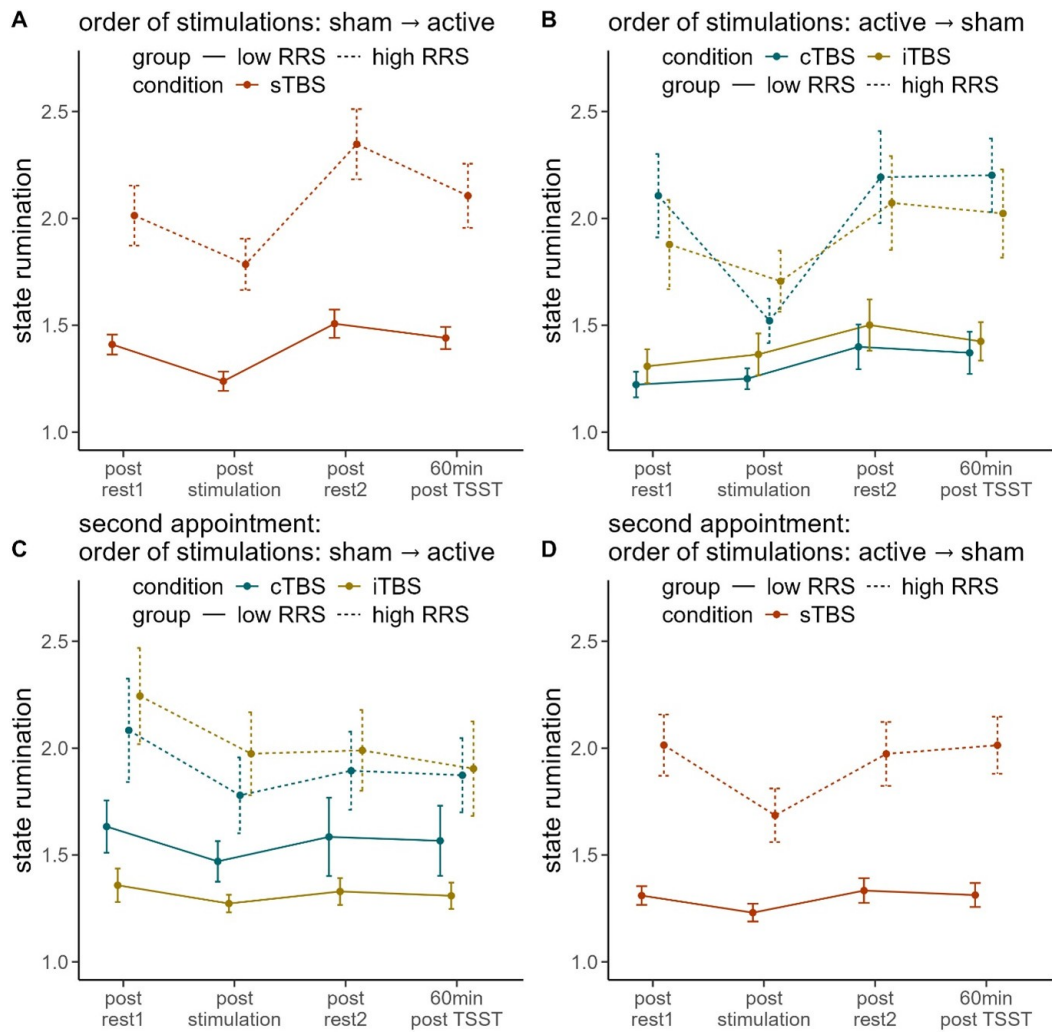 A order of stimulations: sham → active
group low RRS high RRS
condition sTBS
2.5
2.0
1.5
1.0
state rumination
post rest1
post stimulation
post rest2
60min post TSST
B order of stimulations: active → sham
condition cTBS iTBS
group low RRS high RRS
2.5
2.0
1.5
1.0
state rumination
post rest1
post stimulation
post rest2
60min post TSST
second appointment:
C order of stimulations: sham → active
condition cTBS iTBS
group low RRS high RRS
2.5
2.0
1.5
1.0
state rumination
post rest1
post stimulation
post rest2
60min post TSST
second appointment:
D order of stimulations: active → sham
group low RRS high RRS
condition sTBS
2.5
2.0
1.5
1.0
state rumination
post rest1
post stimulation
post rest2
60min post TSST